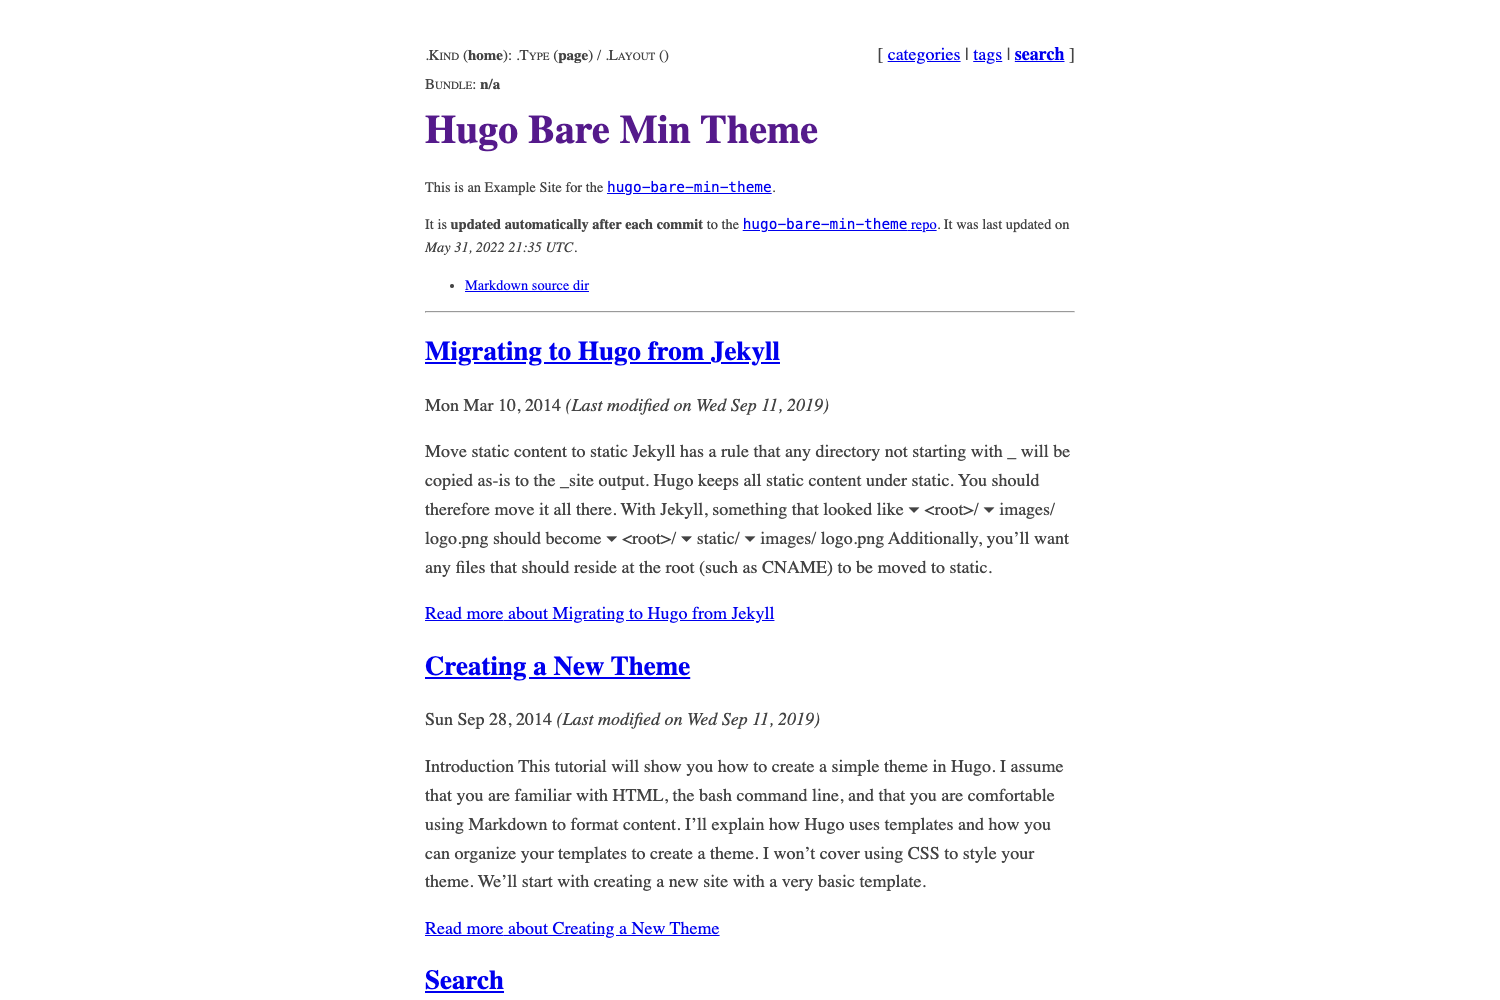 .Kind (home): .Type (page) / .Layout ()
[ categories | tags | search ]
Bundle: n/a
Hugo Bare Min Theme
This is an Example Site for the hugo-bare-min-theme.
It is updated automatically after each commit to the hugo-bare-min-theme repo. It was last updated on
May 31, 2022 21:35 UTC.
• Markdown source dir
Migrating to Hugo from Jekyll
Mon Mar 10, 2014 (Last modified on Wed Sep 11, 2019)
Move static content to static Jekyll has a rule that any directory not starting with _ will be
copied as-is to the _site output. Hugo keeps all static content under static. You should
therefore move it all there. With Jekyll, something that looked like ▾ <root>/ ▾ images/
logo.png should become ▾ <root>/ ▾ static/ ▾ images/ logo.png Additionally, you’ll want
any files that should reside at the root (such as CNAME) to be moved to static.
Read more about Migrating to Hugo from Jekyll
Creating a New Theme
Sun Sep 28, 2014 (Last modified on Wed Sep 11, 2019)
Introduction This tutorial will show you how to create a simple theme in Hugo. I assume
that you are familiar with HTML, the bash command line, and that you are comfortable
using Markdown to format content. I’ll explain how Hugo uses templates and how you
can organize your templates to create a theme. I won’t cover using CSS to style your
theme. We’ll start with creating a new site with a very basic template.
Read more about Creating a New Theme
Search